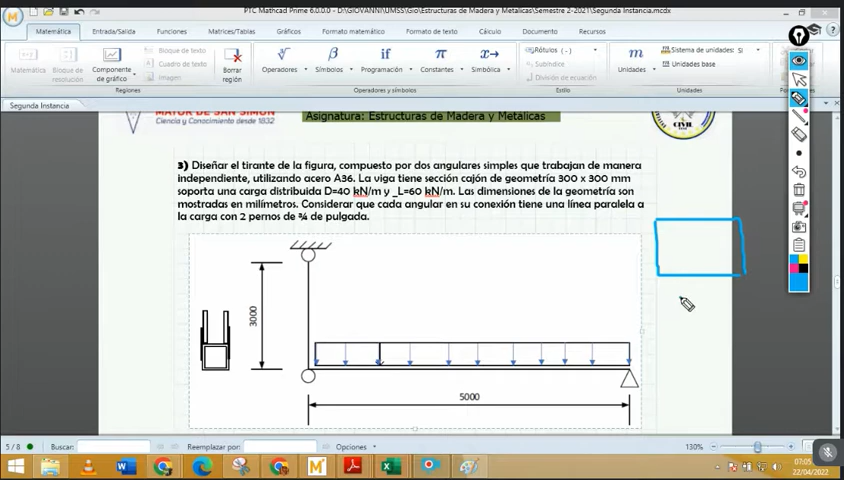 PTC Mathcad Prime 6.0.0.0 - D:\GIOVANNI\UMSS\Gio\Estructuras de Madera y Metalicas\Semestre 2-2021\Segunda Instancia.mcdx
Matemática Entrada/Salida Funciones Matrices/Tablas Gráficos Formato matemático Formato de texto Cálculo Documento Recursos
Matemática Bloque de resolución Componente de gráfico Bloque de texto Cuadro de texto Imagen Borrar región
Operadores Símbolos Programación Constantes Simbólica
Rótulos ( - ) Subíndice División de ecuación
Unidades Sistema de unidades: SI Unidades base
Regiones Operadores y símbolos Estilo Unidades
Segunda Instancia
MAYOR DE SAN SIMÓN
Ciencia y Conocimiento desde 1832
Asignatura: Estructuras de Madera y Metálicas
CIVIL
3) Diseñar el tirante de la figura, compuesto por dos angulares simples que trabajan de manera
independiente, utilizando acero A36. La viga tiene sección cajón de geometría 300 x 300 mm
soporta una carga distribuida D=40 kN/m y _L=60 kN/m. Las dimensiones de la geometría son
mostradas en milímetros. Considerar que cada angular en su conexión tiene una línea paralela a
la carga con 2 pernos de ¾ de pulgada.
3000
5000
5 / 8 Buscar: Reemplazar por: Opciones 130%
07:05
22/04/2022